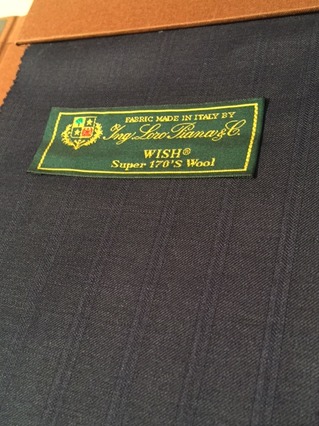 FABRIC MADE IN ITALY BY
Ing. Loro Piana & C.
WISH®
Super 170'S Wool